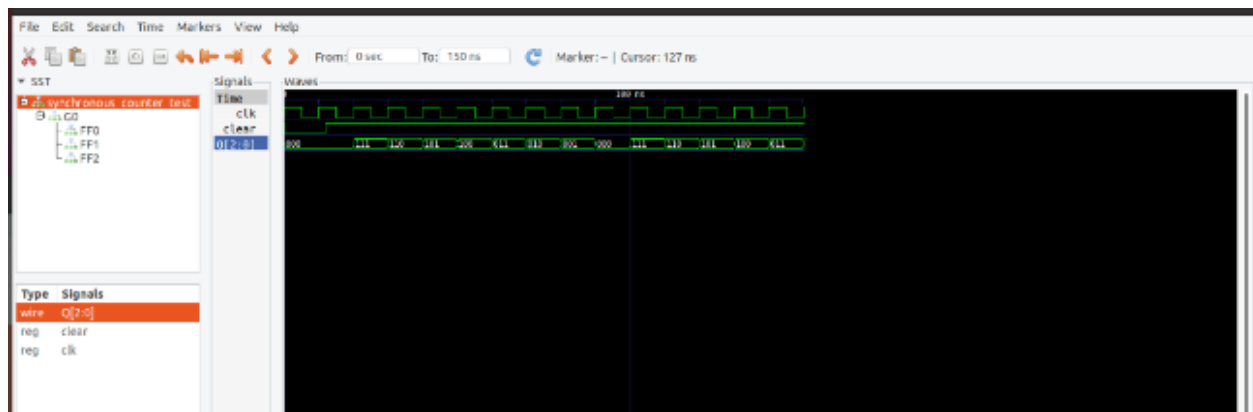 File Edit Search Time Markers View Help
From: 0 sec To: 150 ns Marker: -- | Cursor: 127 ns
SST
synchronous_counter_test
G0
FF0
FF1
FF2
Type Signals
wire Q[2:0]
reg clear
reg clk
Signals
Time
clk
clear
Q[2:0]
Waves
100 ns
000 111 110 101 100 011 010 001 000 111 110 101 100 011